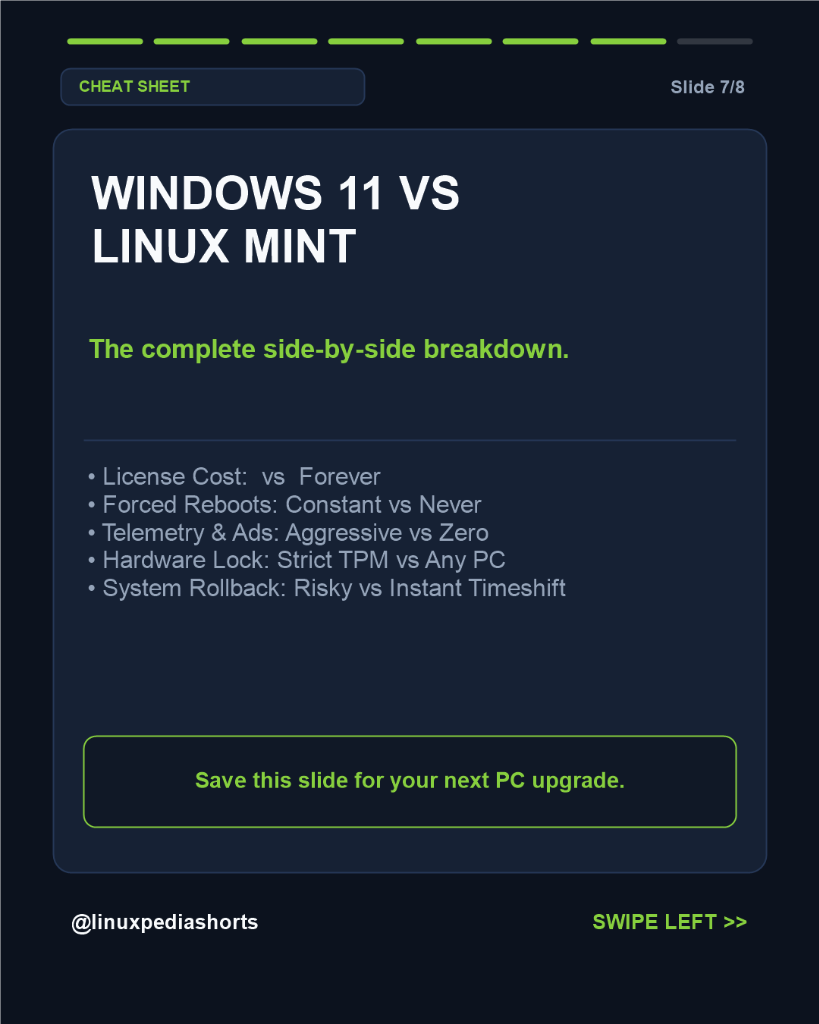 CHEAT SHEET
Slide 7/8
WINDOWS 11 VS
LINUX MINT
The complete side-by-side breakdown.
• License Cost:  vs  Forever
• Forced Reboots: Constant vs Never
• Telemetry & Ads: Aggressive vs Zero
• Hardware Lock: Strict TPM vs Any PC
• System Rollback: Risky vs Instant Timeshift
Save this slide for your next PC upgrade.
@linuxpediashorts
SWIPE LEFT >>